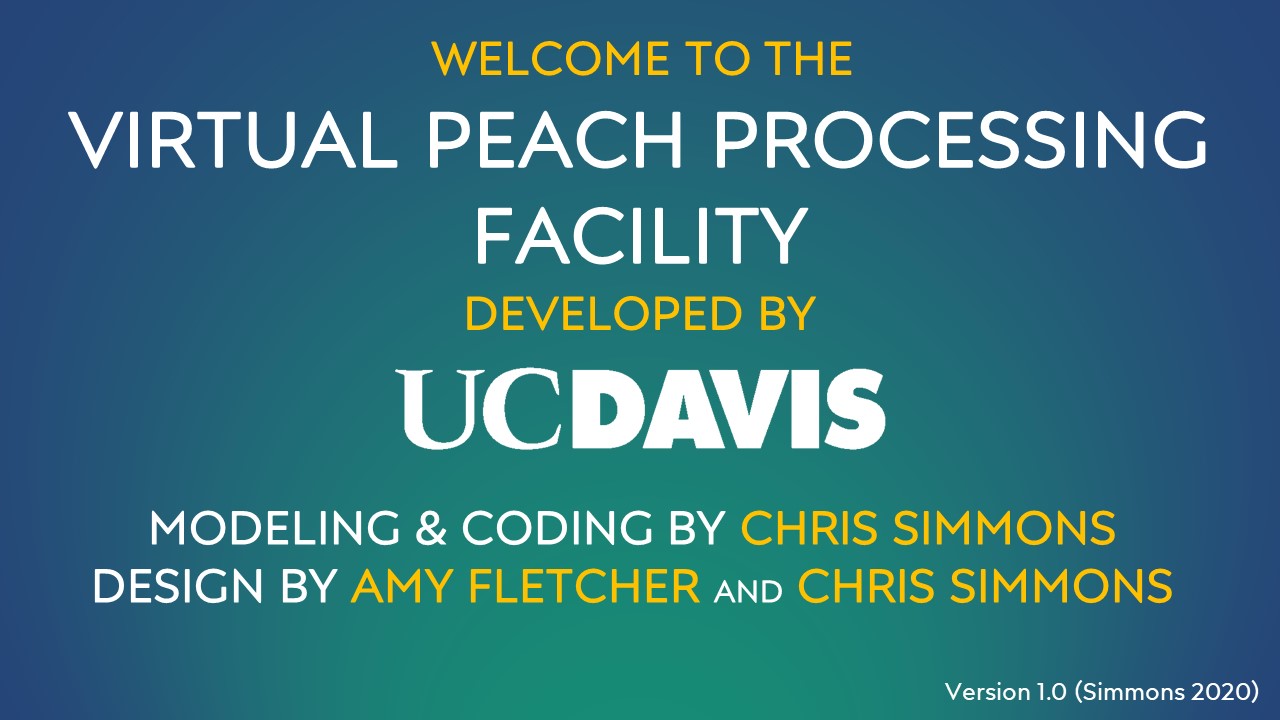 WELCOME TO THE
VIRTUAL PEACH PROCESSING
FACILITY
DEVELOPED BY
UCDAVIS
MODELING & CODING BY CHRIS SIMMONS
DESIGN BY AMY FLETCHER AND CHRIS SIMMONS
Version 1.0 (Simmons 2020)